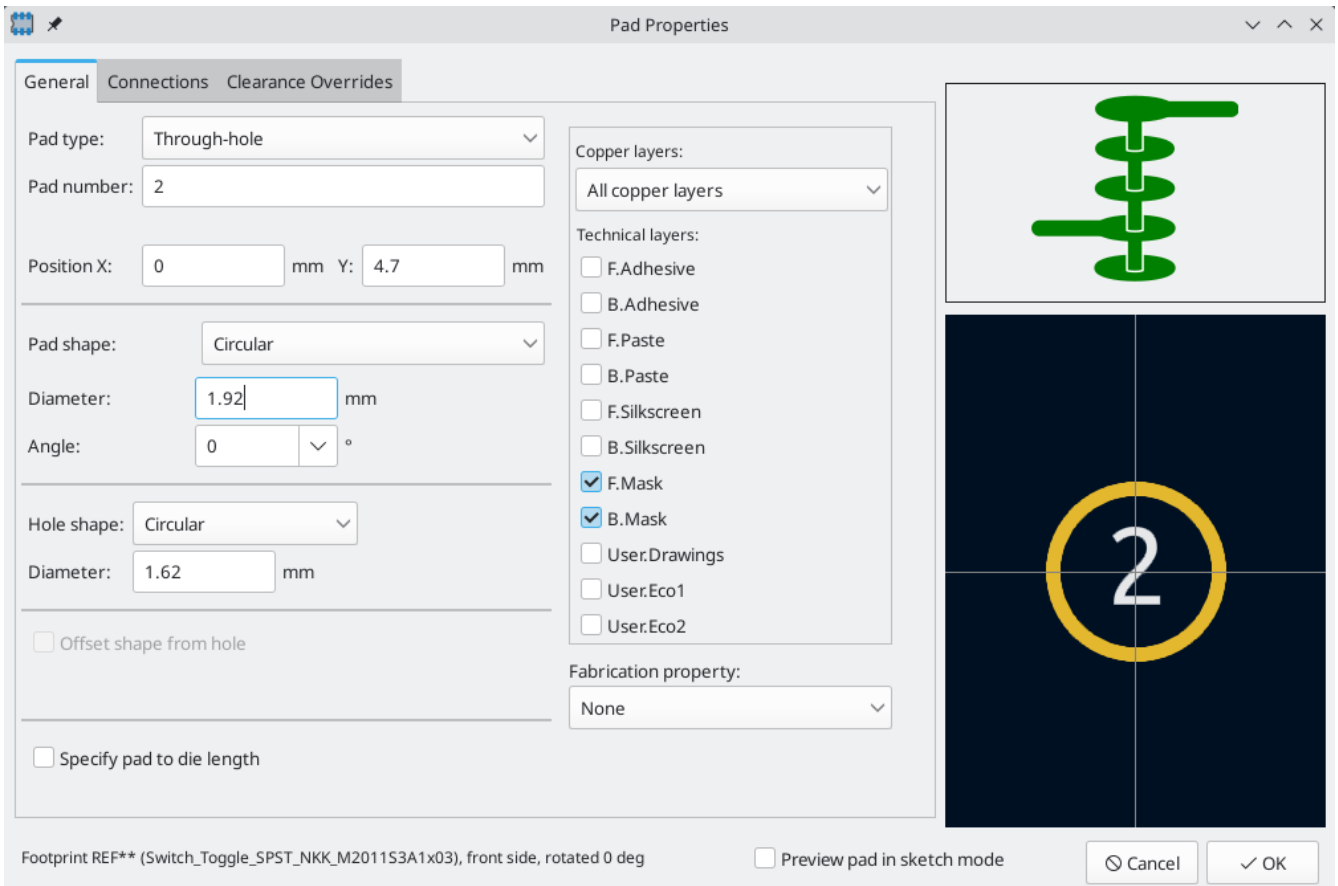 Pad Properties
General Connections Clearance Overrides
Pad type: Through-hole
Pad number: 2
Position X: 0 mm Y: 4.7 mm
Pad shape: Circular
Diameter: 1.92 mm
Angle: 0 °
Hole shape: Circular
Diameter: 1.62 mm
Offset shape from hole
Specify pad to die length
Copper layers:
All copper layers
Technical layers:
F.Adhesive
B.Adhesive
F.Paste
B.Paste
F.Silkscreen
B.Silkscreen
F.Mask
B.Mask
User.Drawings
User.Eco1
User.Eco2
Fabrication property:
None
2
Footprint REF** (Switch_Toggle_SPST_NKK_M2011S3A1x03), front side, rotated 0 deg
Preview pad in sketch mode
Cancel
OK